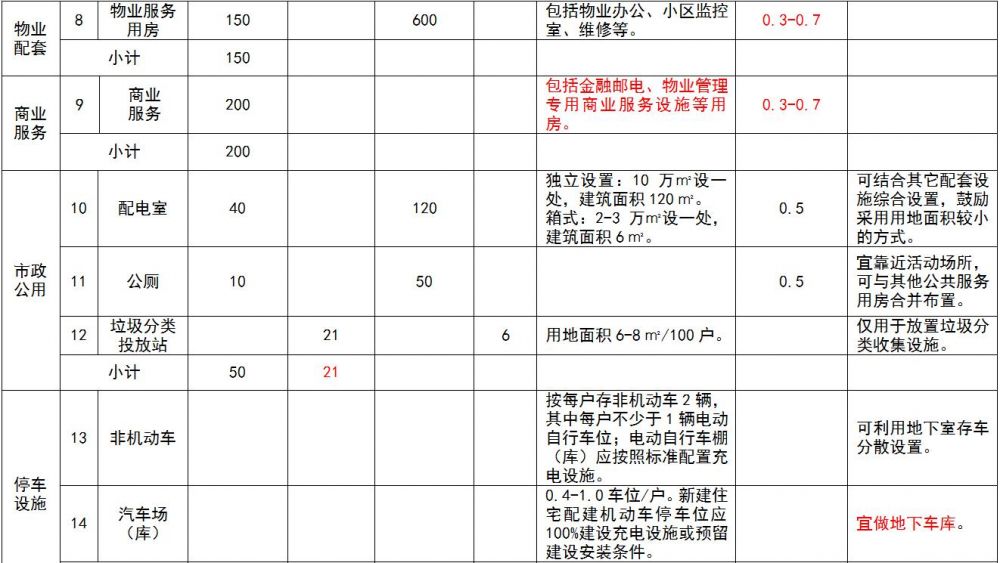 物业
配套
8
物业服务
用房
150
600
包括物业办公、小区监控
室、维修等。
0.3-0.7
小计
150
商业
服务
9
商业
服务
200
包括金融邮电、物业管理
专用商业服务设施等用
房。
0.3-0.7
小计
200
市政
公用
10
配电室
40
120
独立设置：10 万㎡设一
处，建筑面积120㎡。
箱式：2-3 万㎡设一处，
建筑面积6㎡。
0.5
可结合其它配套设
施综合设置，鼓励
采用用地面积较小
的方式。
11
公厕
10
50
0.5
宜靠近活动场所，
可与其他公共服务
用房合并布置。
12
垃圾分类
投放站
21
6
用地面积6-8㎡/100户。
仅用于放置垃圾分
类收集设施。
小计
50
21
停车
设施
13
非机动车
按每户存非机动车2辆，
其中每户不少于1辆电动
自行车位；电动自行车棚
（库）应按照标准配置充
电设施。
可利用地下室存车
分散设置。
14
汽车场
（库）
0.4-1.0车位/户。新建住
宅配建机动车停车位应
100%建设充电设施或预留
建设安装条件。
宜做地下车库。